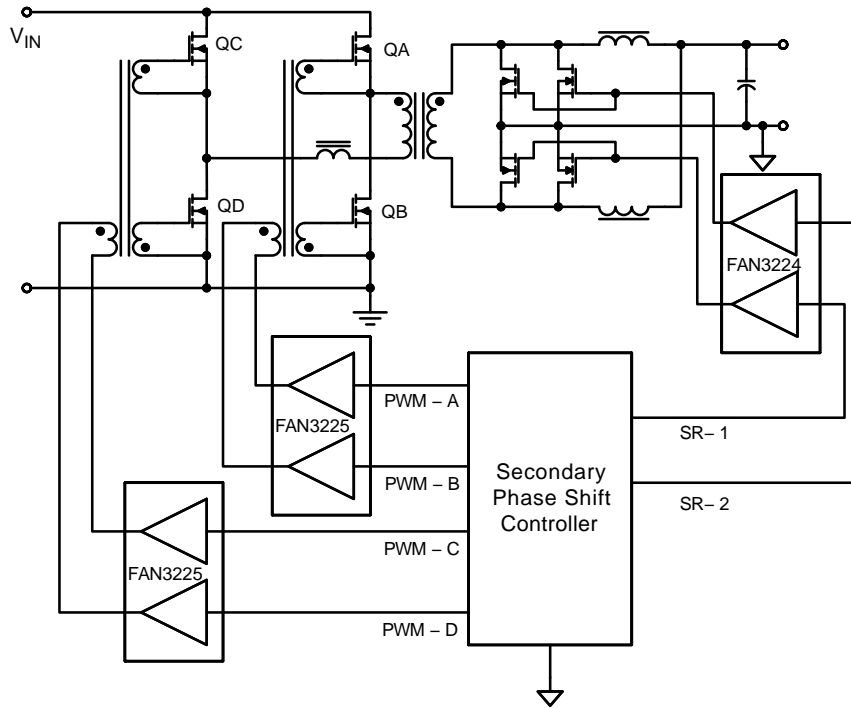 V_IN
QC
QA
QD
QB
FAN3224
PWM – A
FAN3225
SR – 1
PWM – B
Secondary
Phase Shift
Controller
SR – 2
PWM – C
FAN3225
PWM – D